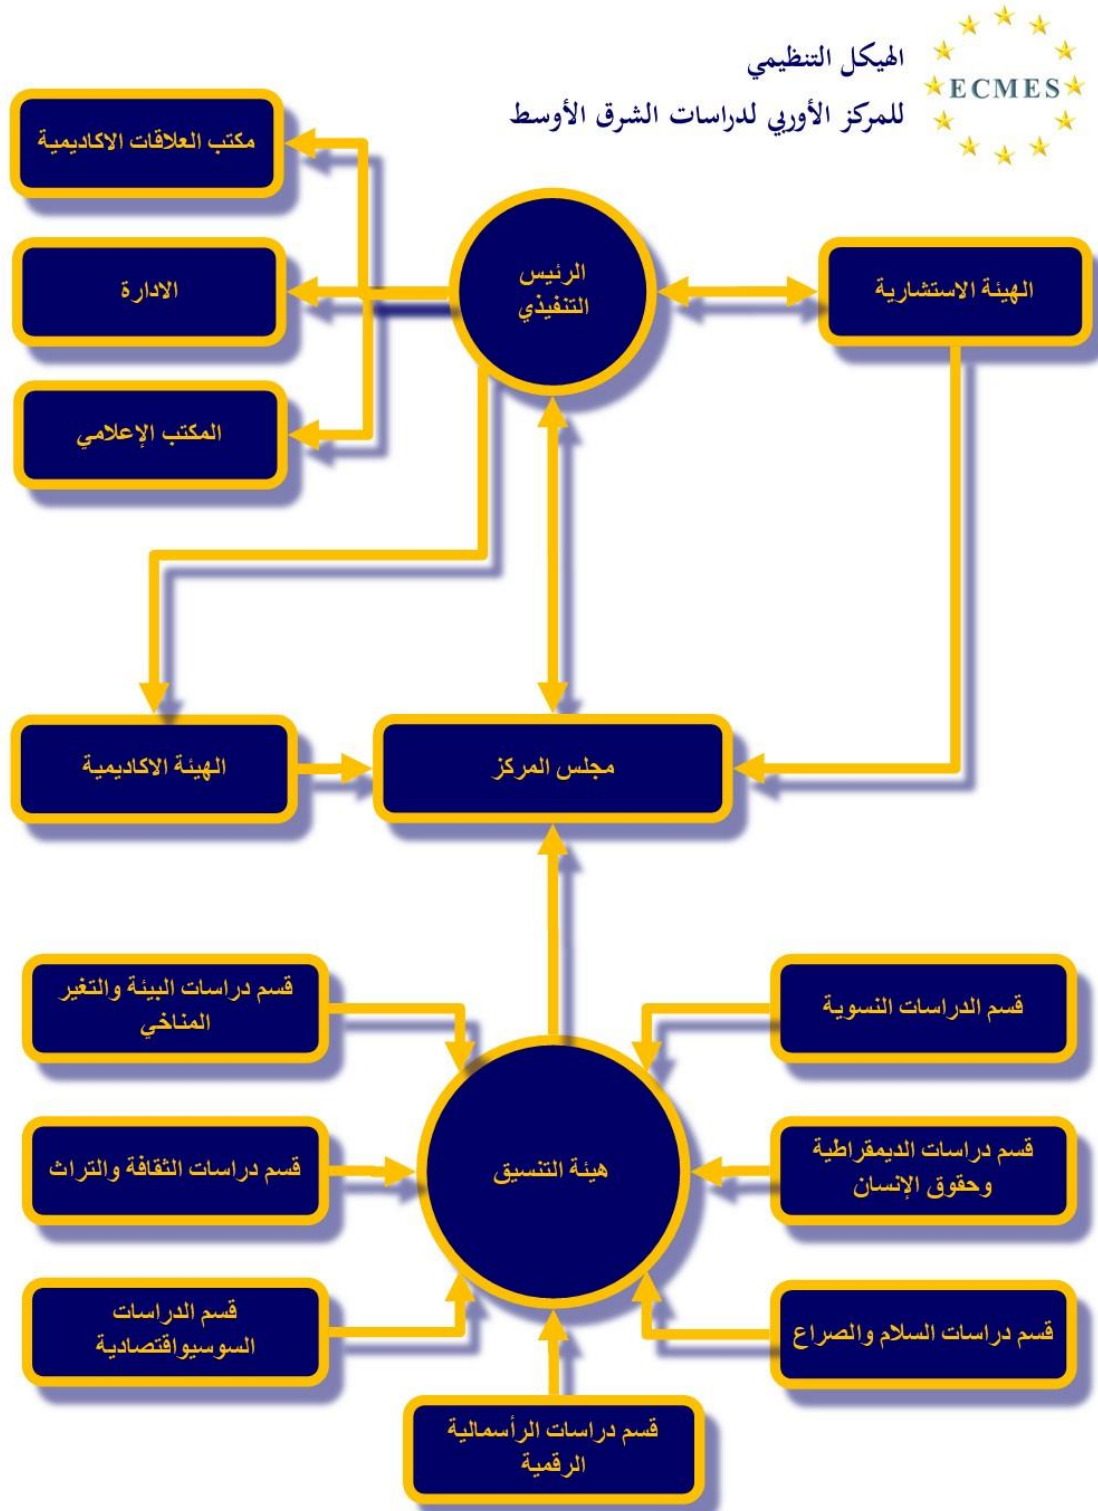 الهيكل التنظيمي
للمركز الأوربي لدراسات الشرق الأوسط
ECMES
مكتب العلاقات الاكاديمية
الرئيس
التنفيذي
الهيئة الاستشارية
الادارة
المكتب الإعلامي
مجلس المركز
الهيئة الاكاديمية
قسم الدراسات النسوية
قسم دراسات البيئة والتغير
المناخي
قسم دراسات الديمقراطية
وحقوق الإنسان
هيئة التنسيق
قسم دراسات الثقافة والتراث
قسم دراسات السلام والصراع
قسم الدراسات
السوسيواقتصادية
قسم دراسات الرأسمالية
الرقمية